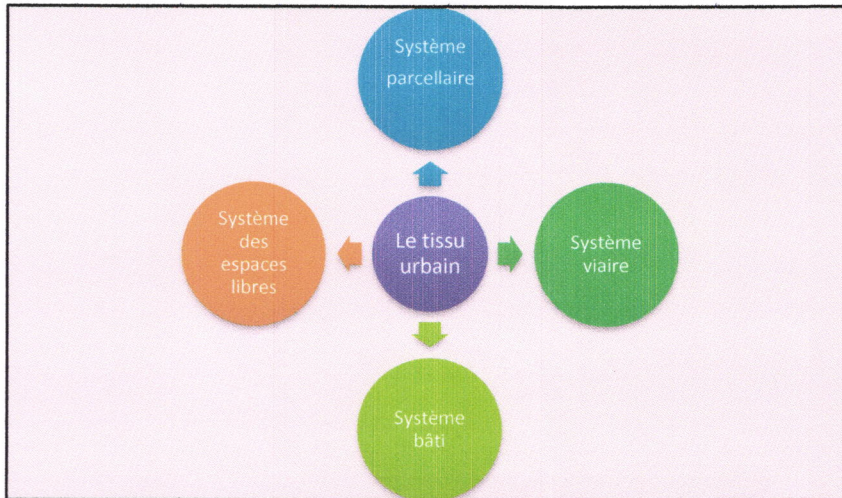 Système
parcellaire
Système
des
espaces
libres
Le tissu
urbain
Système
viaire
Système
bâti